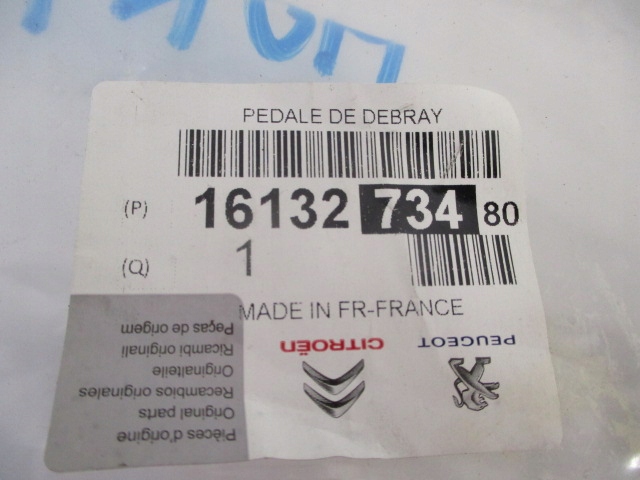 PEDALE DE DEBRAY
(P) 16132 734 80
(Q) 1
MADE IN FR-FRANCE
PEUGEOT
CITROËN
Pièces d'origine
Original parts
Recambios originales
Originalteile
Ricambi originali
Peças de origem